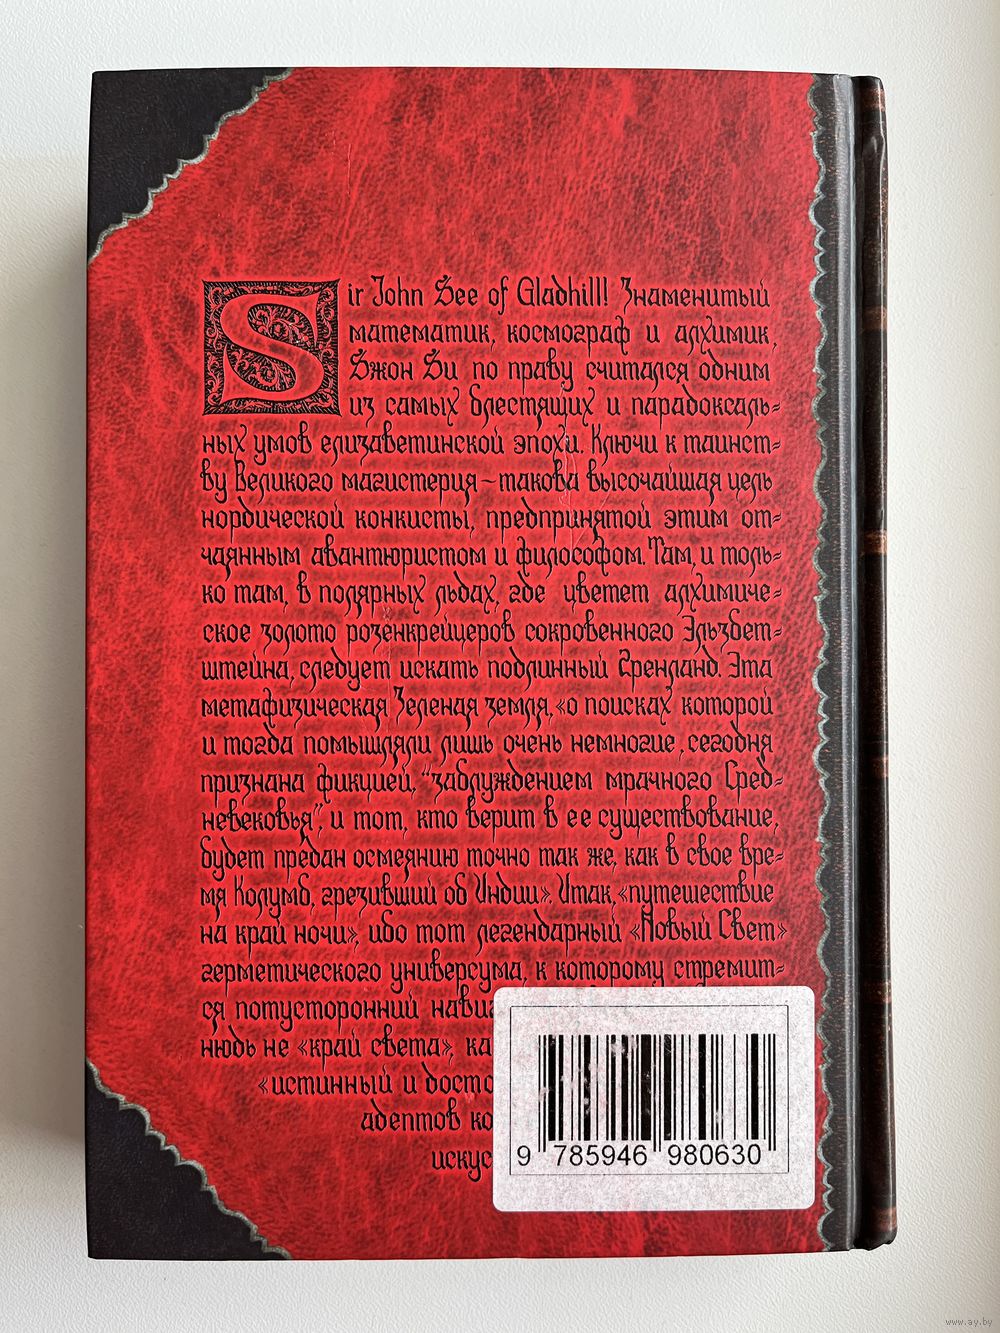 Sir John Dee of Gladhill! Знаменитый
математик, космограф и алхимик,
Джон Ди по праву считался одним
из самых блестящих и парадоксаль-
ных умов елизаветинской эпохи. Ключи к таинст-
ву Великого магистерия – такова высочайшая цель
нордической конкисты, предпринятой этим от-
чаянным авантюристом и философом. Там, и толь-
ко там, в полярных льдах, где цветет алхимиче-
ское золото розенкрейцеров сокровенного Эльзбет-
штейна, следует искать подлинный Гренланд. Эта
метафизическая Зеленая земля, «о поисках которой
и тогда помышляли лишь очень немногие, сегодня
признана фикцией, "заблуждением мрачного Сред-
невековья", и тот, кто верит в ее существование,
будет предан осмеянию точно так же, как в свое вре-
мя Колумб, грезивший об Индии». Итак, «путешествие
на край ночи», ибо тот легендарный «Новый Свет»
герметического универсума, к которому стремит-
ся потусторонний навиг
нюдь не «край света», ка
«истинный и досто
адептов ко
искус
9 785946 980630
www.ay.by